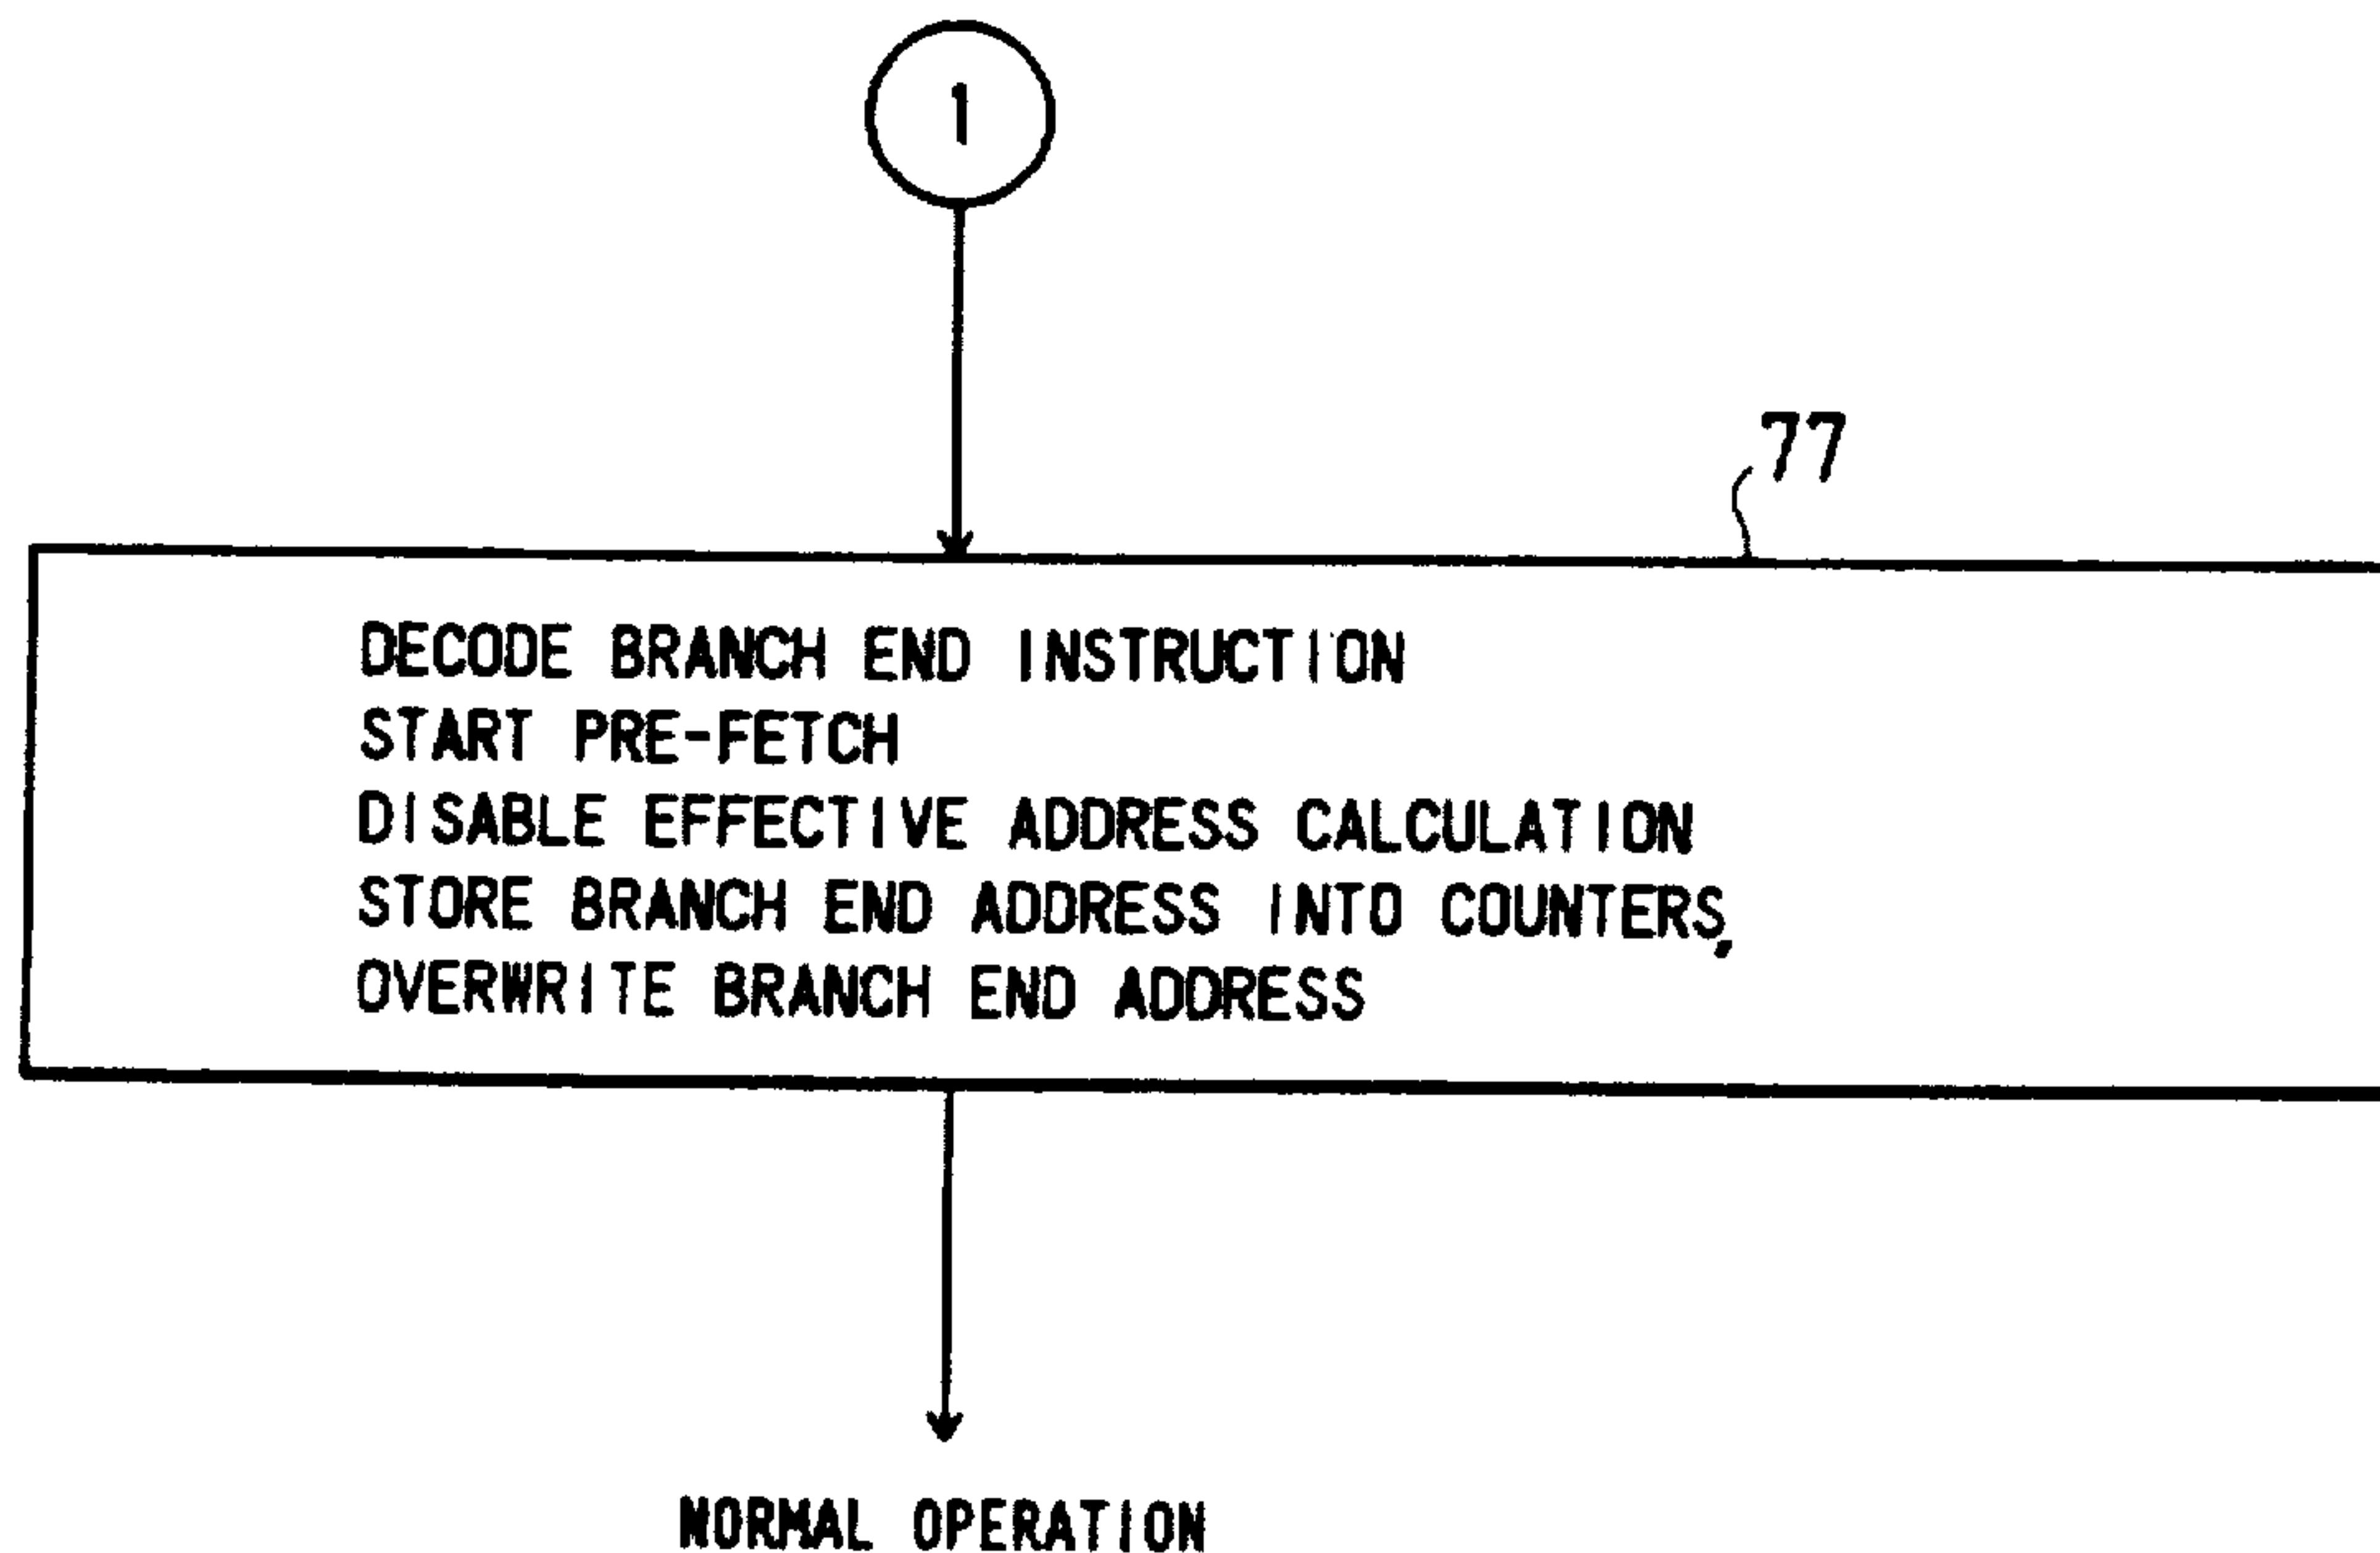 1
77
DECODE BRANCH END INSTRUCTION
START PRE-FETCH
DISABLE EFFECTIVE ADDRESS CALCULATION
STORE BRANCH END ADDRESS INTO COUNTERS,
OVERWRITE BRANCH END ADDRESS
NORMAL OPERATION